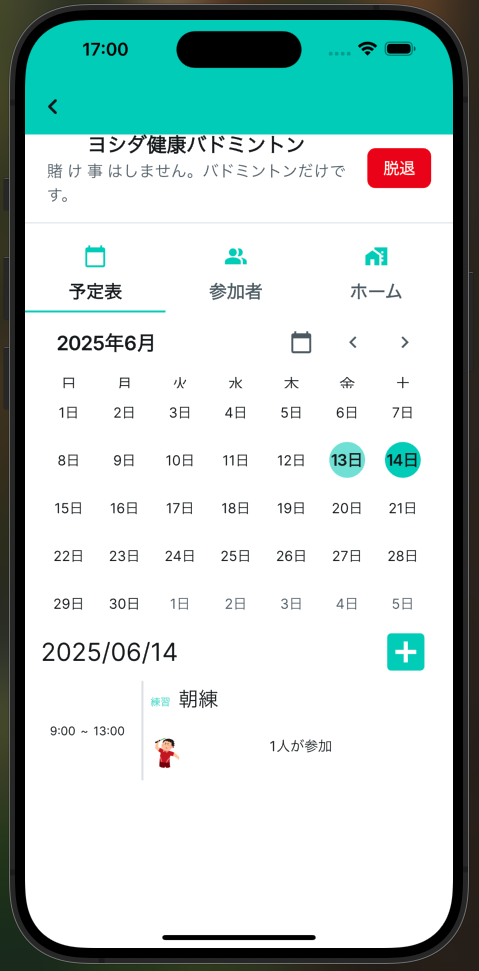 17:00
ヨシダ健康バドミントン
賭 け 事 はしません。バドミントンだけで
す。
脱退
予定表 参加者 ホーム
2025年6月
日 月 火 水 木 金 土
1日 2日 3日 4日 5日 6日 7日
8日 9日 10日 11日 12日 13日 14日
15日 16日 17日 18日 19日 20日 21日
22日 23日 24日 25日 26日 27日 28日
29日 30日 1日 2日 3日 4日 5日
2025/06/14
練習 朝練
9:00 ~ 13:00
1人が参加